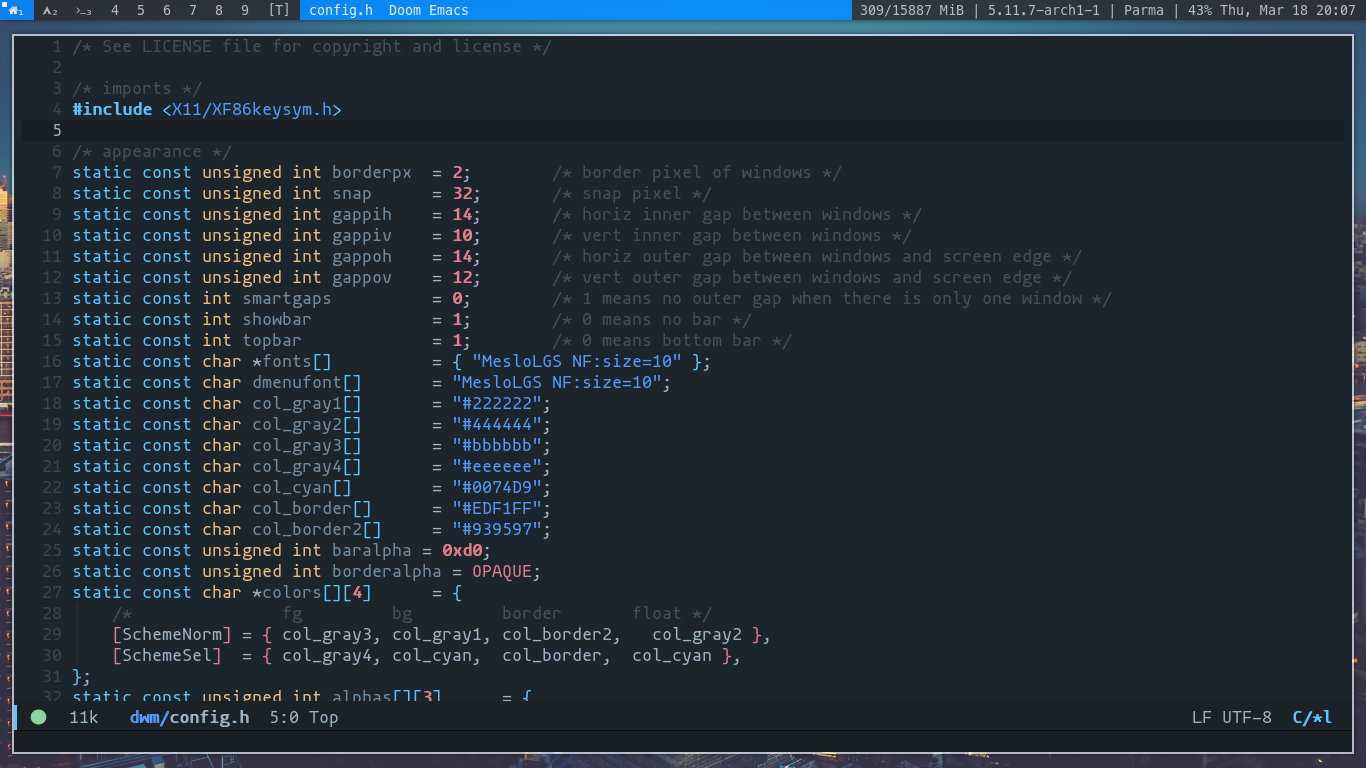 1 2 3 4 5 6 7 8 9 [T] config.h Doom Emacs 309/15887 MiB | 5.11.7-arch1-1 | Parma | 43% Thu, Mar 18 20:07
1 /* See LICENSE file for copyright and license */
2
3 /* imports */
4 #include <X11/XF86keysym.h>
5
6 /* appearance */
7 static const unsigned int borderpx  = 2;        /* border pixel of windows */
8 static const unsigned int snap      = 32;       /* snap pixel */
9 static const unsigned int gappih    = 14;       /* horiz inner gap between windows */
10 static const unsigned int gappiv    = 10;       /* vert inner gap between windows */
11 static const unsigned int gappoh    = 14;       /* horiz outer gap between windows and screen edge */
12 static const unsigned int gappov    = 12;       /* vert outer gap between windows and screen edge */
13 static const int smartgaps          = 0;        /* 1 means no outer gap when there is only one window */
14 static const int showbar            = 1;        /* 0 means no bar */
15 static const int topbar             = 1;        /* 0 means bottom bar */
16 static const char *fonts[]          = { "MesloLGS NF:size=10" };
17 static const char dmenufont[]       = "MesloLGS NF:size=10";
18 static const char col_gray1[]       = "#222222";
19 static const char col_gray2[]       = "#444444";
20 static const char col_gray3[]       = "#bbbbbb";
21 static const char col_gray4[]       = "#eeeeee";
22 static const char col_cyan[]        = "#0074D9";
23 static const char col_border[]      = "#EDF1FF";
24 static const char col_border2[]     = "#939597";
25 static const unsigned int baralpha = 0xd0;
26 static const unsigned int borderalpha = OPAQUE;
27 static const char *colors[][4]      = {
28     /*               fg         bg         border       float */
29     [SchemeNorm] = { col_gray3, col_gray1, col_border2,   col_gray2 },
30     [SchemeSel]  = { col_gray4, col_cyan,  col_border,  col_cyan },
31 };
32 static const unsigned int alphas[][3]      = {
11k dwm/config.h 5:0 Top LF UTF-8 C/*l